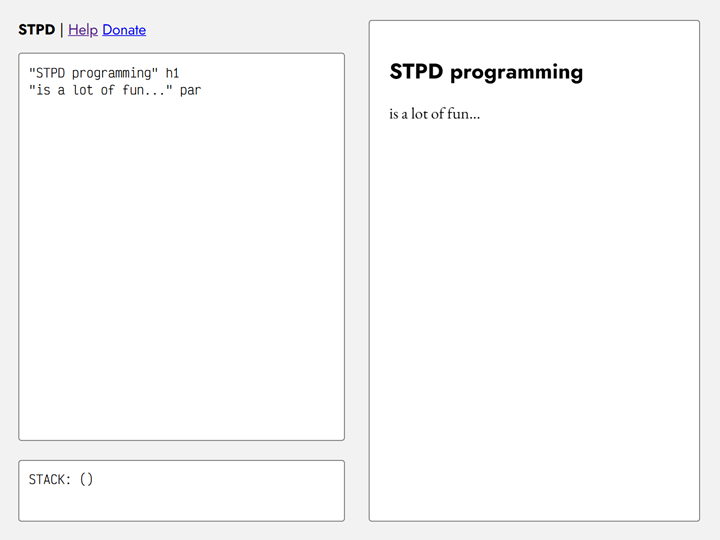 STPD | Help Donate
"STPD programming" h1
"is a lot of fun..." par
STACK: ()
STPD programming
is a lot of fun...